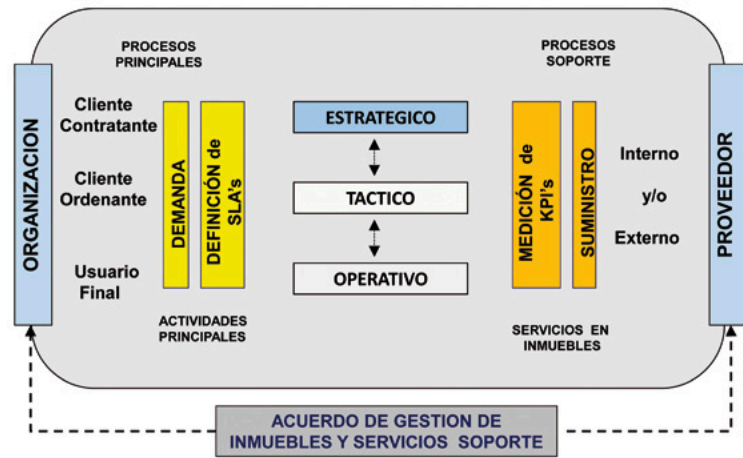 PROCESOS
PRINCIPALES
PROCESOS
SOPORTE
ORGANIZACION
Cliente
Contratante
Cliente
Ordenante
Usuario
Final
DEMANDA
DEFINICIÓN de
SLA's
ESTRATEGICO
TACTICO
OPERATIVO
MEDICIÓN de
KPI's
SUMINISTRO
Interno
y/o
Externo
PROVEEDOR
ACTIVIDADES
PRINCIPALES
SERVICIOS EN
INMUEBLES
ACUERDO DE GESTION DE
INMUEBLES Y SERVICIOS SOPORTE